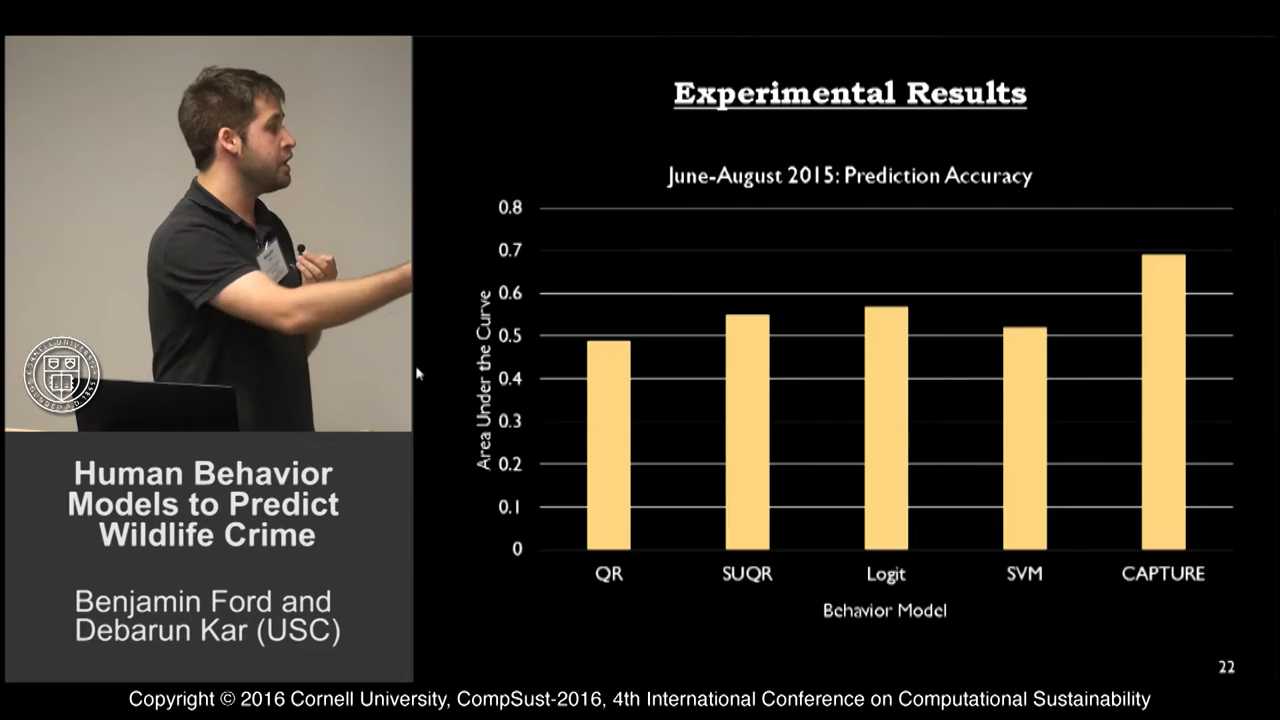 Experimental Results
June-August 2015: Prediction Accuracy
0.8
0.7
0.6
0.5
0.4
0.3
0.2
0.1
0
Area Under the Curve
QR SUQR Logit SVM CAPTURE
Behavior Model
22
Human Behavior
Models to Predict
Wildlife Crime
Benjamin Ford and
Debarun Kar (USC)
Copyright © 2016 Cornell University, CompSust-2016, 4th International Conference on Computational Sustainability